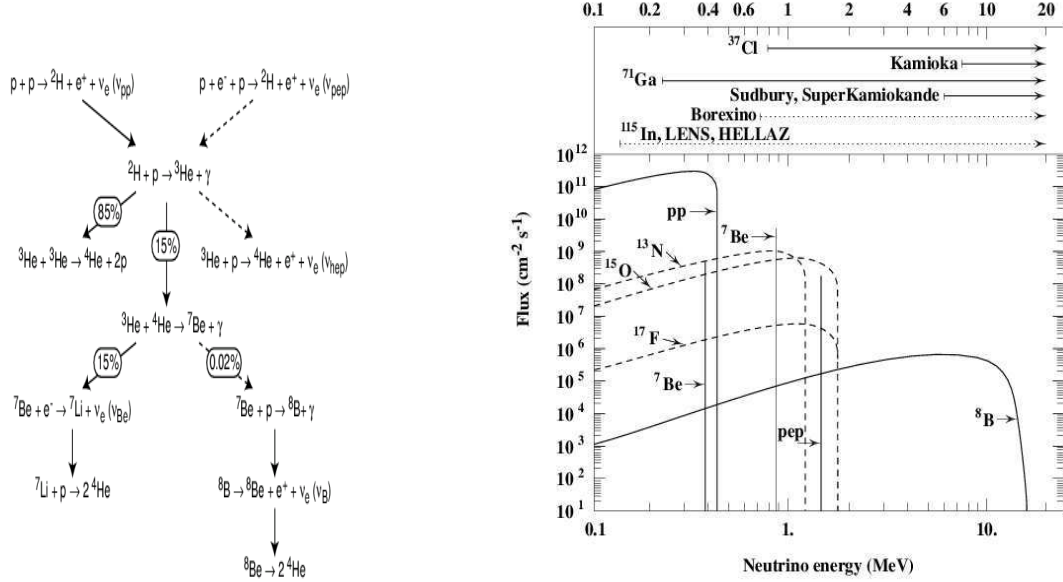 p + p → ²H + e⁺ + νₑ (ν_pp)
p + e⁻ + p → ²H + e⁺ + νₑ (ν_pep)
²H + p → ³He + γ
85%
15%
³He + ³He → ⁴He + 2p
³He + p → ⁴He + e⁺ + νₑ (ν_hep)
³He + ⁴He → ⁷Be + γ
15%
0.02%
⁷Be + e⁻ → ⁷Li + νₑ (ν_Be)
⁷Be + p → ⁸B + γ
⁷Li + p → 2 ⁴He
⁸B → ⁸Be + e⁺ + νₑ (ν_B)
⁸Be → 2 ⁴He
0.1 0.2 0.4 0.6 1 2 4 6 10 20
³⁷Cl
Kamioka
⁷¹Ga
Sudbury, SuperKamiokande
Borexino
¹¹⁵In, LENS, HELLAZ
10¹²
10¹¹
10¹⁰
10⁹
10⁸
10⁷
10⁶
10⁵
10⁴
10³
10²
10¹
Flux (cm⁻² s⁻¹)
pp
⁷Be
¹³N
¹⁵O
¹⁷F
⁷Be
pep
⁸B
0.1 1. 10.
Neutrino energy (MeV)